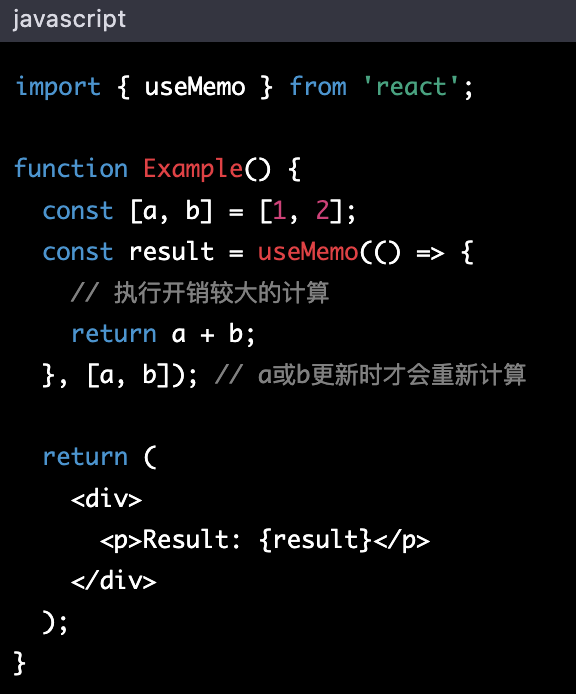 javascript
import { useMemo } from 'react';
function Example() {
const [a, b] = [1, 2];
const result = useMemo(() => {
// 执行开销较大的计算
return a + b;
}, [a, b]); // a或b更新时才会重新计算
return (
<div>
<p>Result: {result}</p>
</div>
);
}